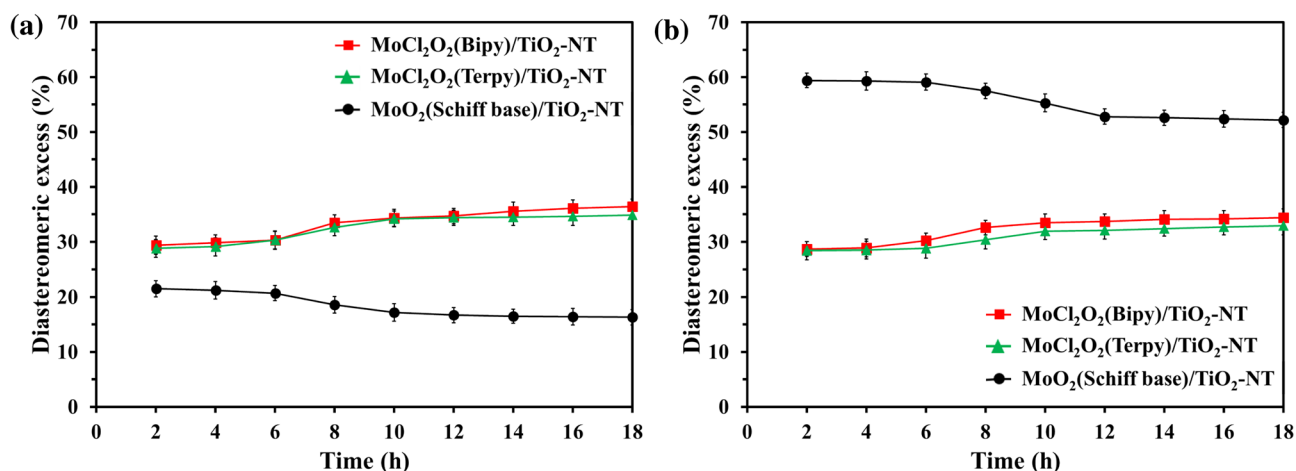 (a)
Diastereomeric excess (%)
70
60
50
40
30
20
10
0
MoCl₂O₂(Bipy)/TiO₂-NT
MoCl₂O₂(Terpy)/TiO₂-NT
MoO₂(Schiff base)/TiO₂-NT
0 2 4 6 8 10 12 14 16 18
Time (h)
(b)
Diastereomeric excess (%)
70
60
50
40
30
20
10
0
MoCl₂O₂(Bipy)/TiO₂-NT
MoCl₂O₂(Terpy)/TiO₂-NT
MoO₂(Schiff base)/TiO₂-NT
0 2 4 6 8 10 12 14 16 18
Time (h)